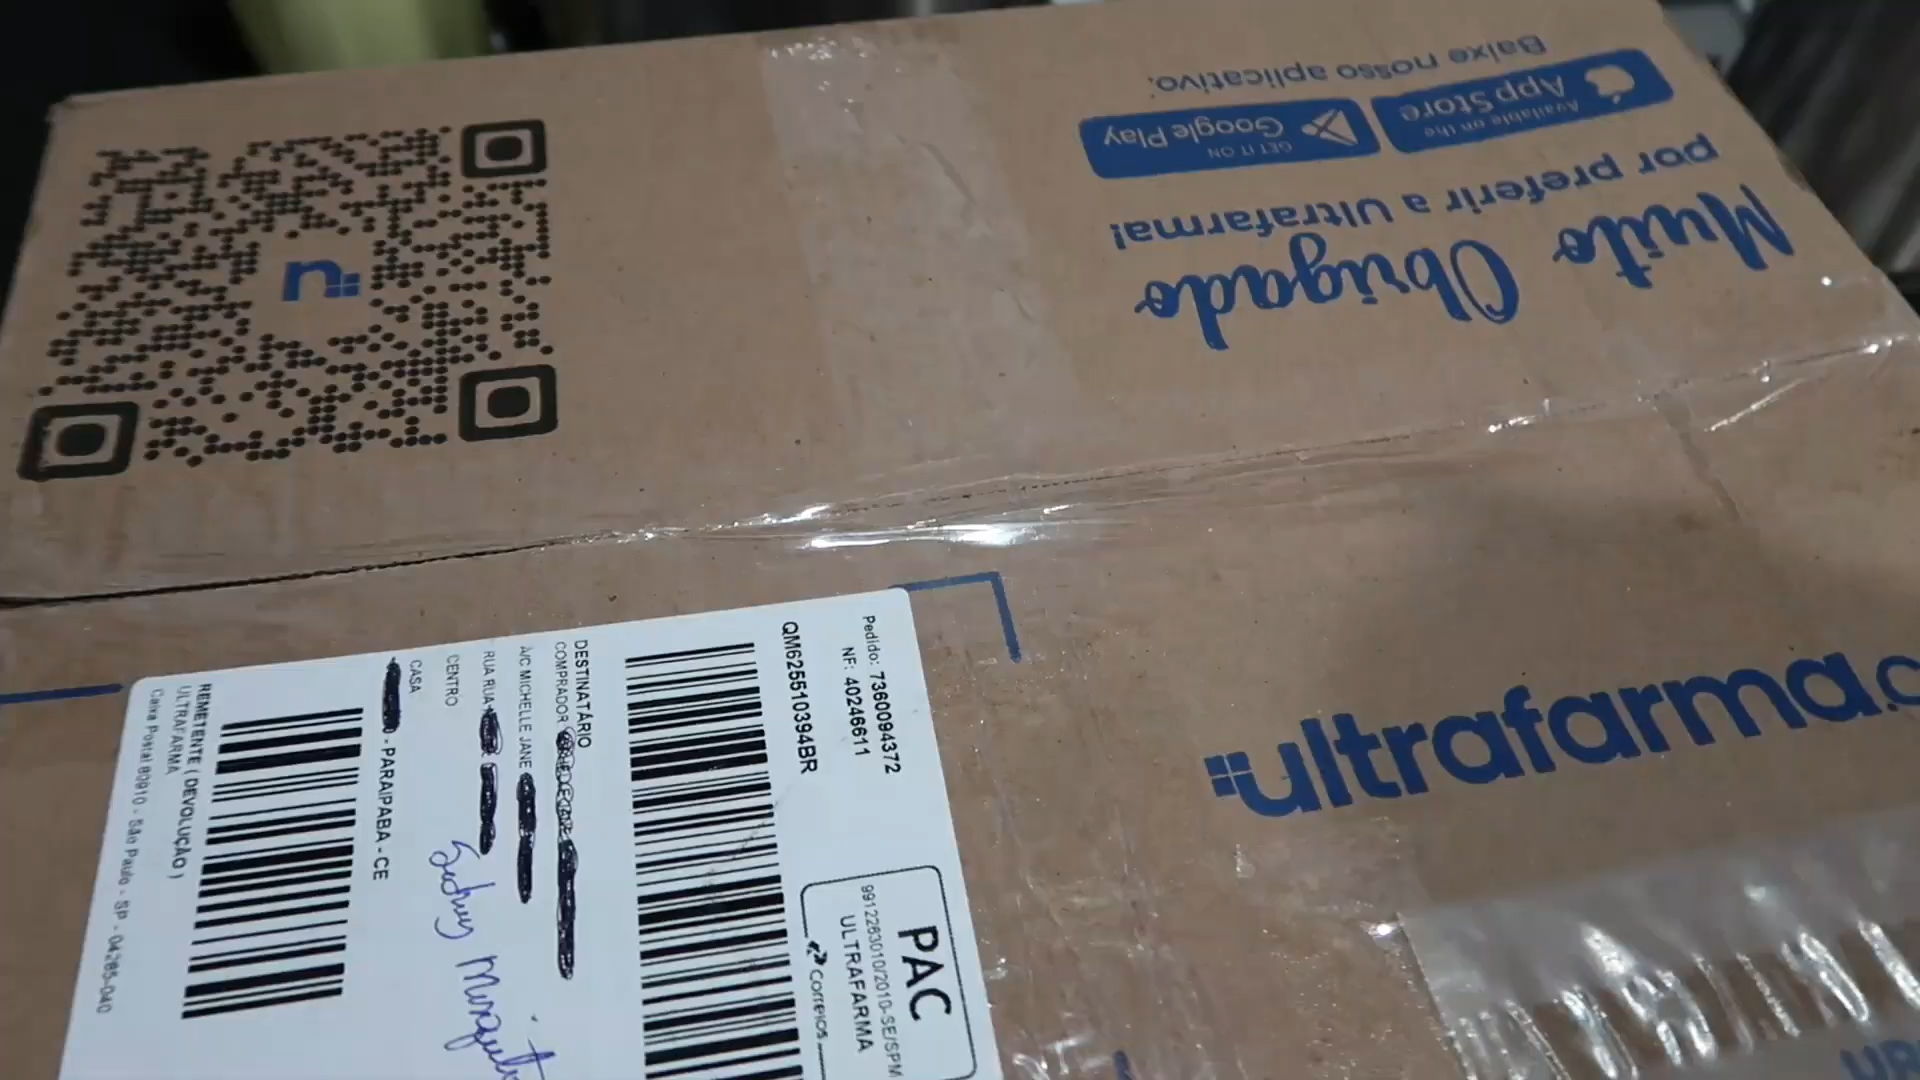 Muito Obrigado
por preferir a Ultrafarma!
Available on the
App Store
GET IT ON
Google Play
Baixe nosso aplicativo.
ultrafarma.c
Pedido: 7360094372
NF: 40246611
QM625510394BR
PAC
9912263010/2010-SE/SPM
ULTRAFARMA
Correios
DESTINATÁRIO
COMPRADOR
A/C MICHELLE JANE
RUA RUA
CENTRO
CASA
- PARAIPABA - CE
REMETENTE ( DEVOLUÇÃO )
ULTRAFARMA
Caixa Postal 80910 - São Paulo - SP - 04285-040